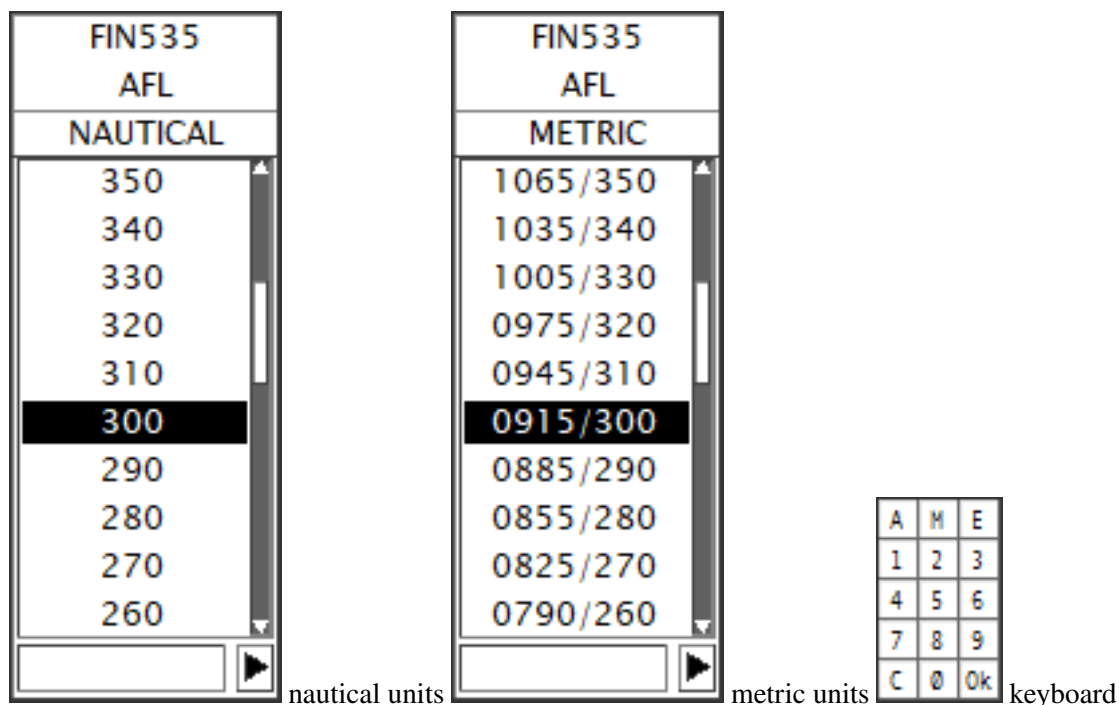 FIN535
AFL
NAUTICAL
350
340
330
320
310
300
290
280
270
260
nautical units
FIN535
AFL
METRIC
1065/350
1035/340
1005/330
0975/320
0945/310
0915/300
0885/290
0855/280
0825/270
0790/260
metric units
A M E
1 2 3
4 5 6
7 8 9
C Ø Ok
keyboard